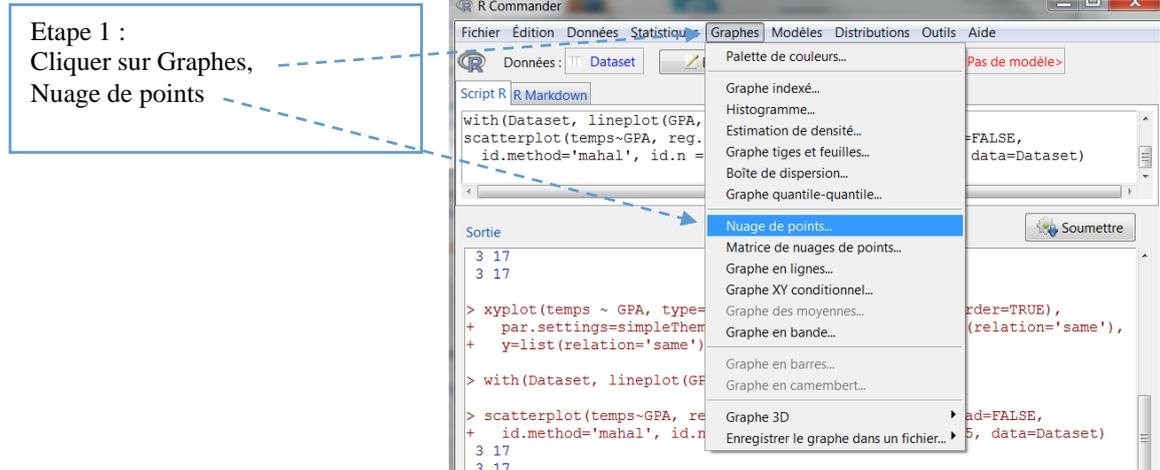 Etape 1 :
Cliquer sur Graphes,
Nuage de points
R Commander
Fichier Édition Données Statistiques Graphes Modèles Distributions Outils Aide
Données : Dataset Pas de modèle>
Script R R Markdown
with(Dataset, lineplot(GPA,
scatterplot(temps~GPA, reg. =FALSE,
id.method='mahal', id.n = data=Dataset)
Palette de couleurs...
Graphe indexé...
Histogramme...
Estimation de densité...
Graphe tiges et feuilles...
Boîte de dispersion...
Graphe quantile-quantile...
Nuage de points...
Matrice de nuages de points...
Graphe en lignes...
Graphe XY conditionnel...
Graphe des moyennes...
Graphe en bande...
Graphe en barres...
Graphe en camembert...
Graphe 3D
Enregistrer le graphe dans un fichier...
Sortie
Soumettre
3 17
3 17
> xyplot(temps ~ GPA, type= rder=TRUE),
+ par.settings=simpleThem (relation='same'),
+ y=list(relation='same')
> with(Dataset, lineplot(GP
> scatterplot(temps~GPA, re ad=FALSE,
+ id.method='mahal', id.n 5, data=Dataset)
3 17
3 17